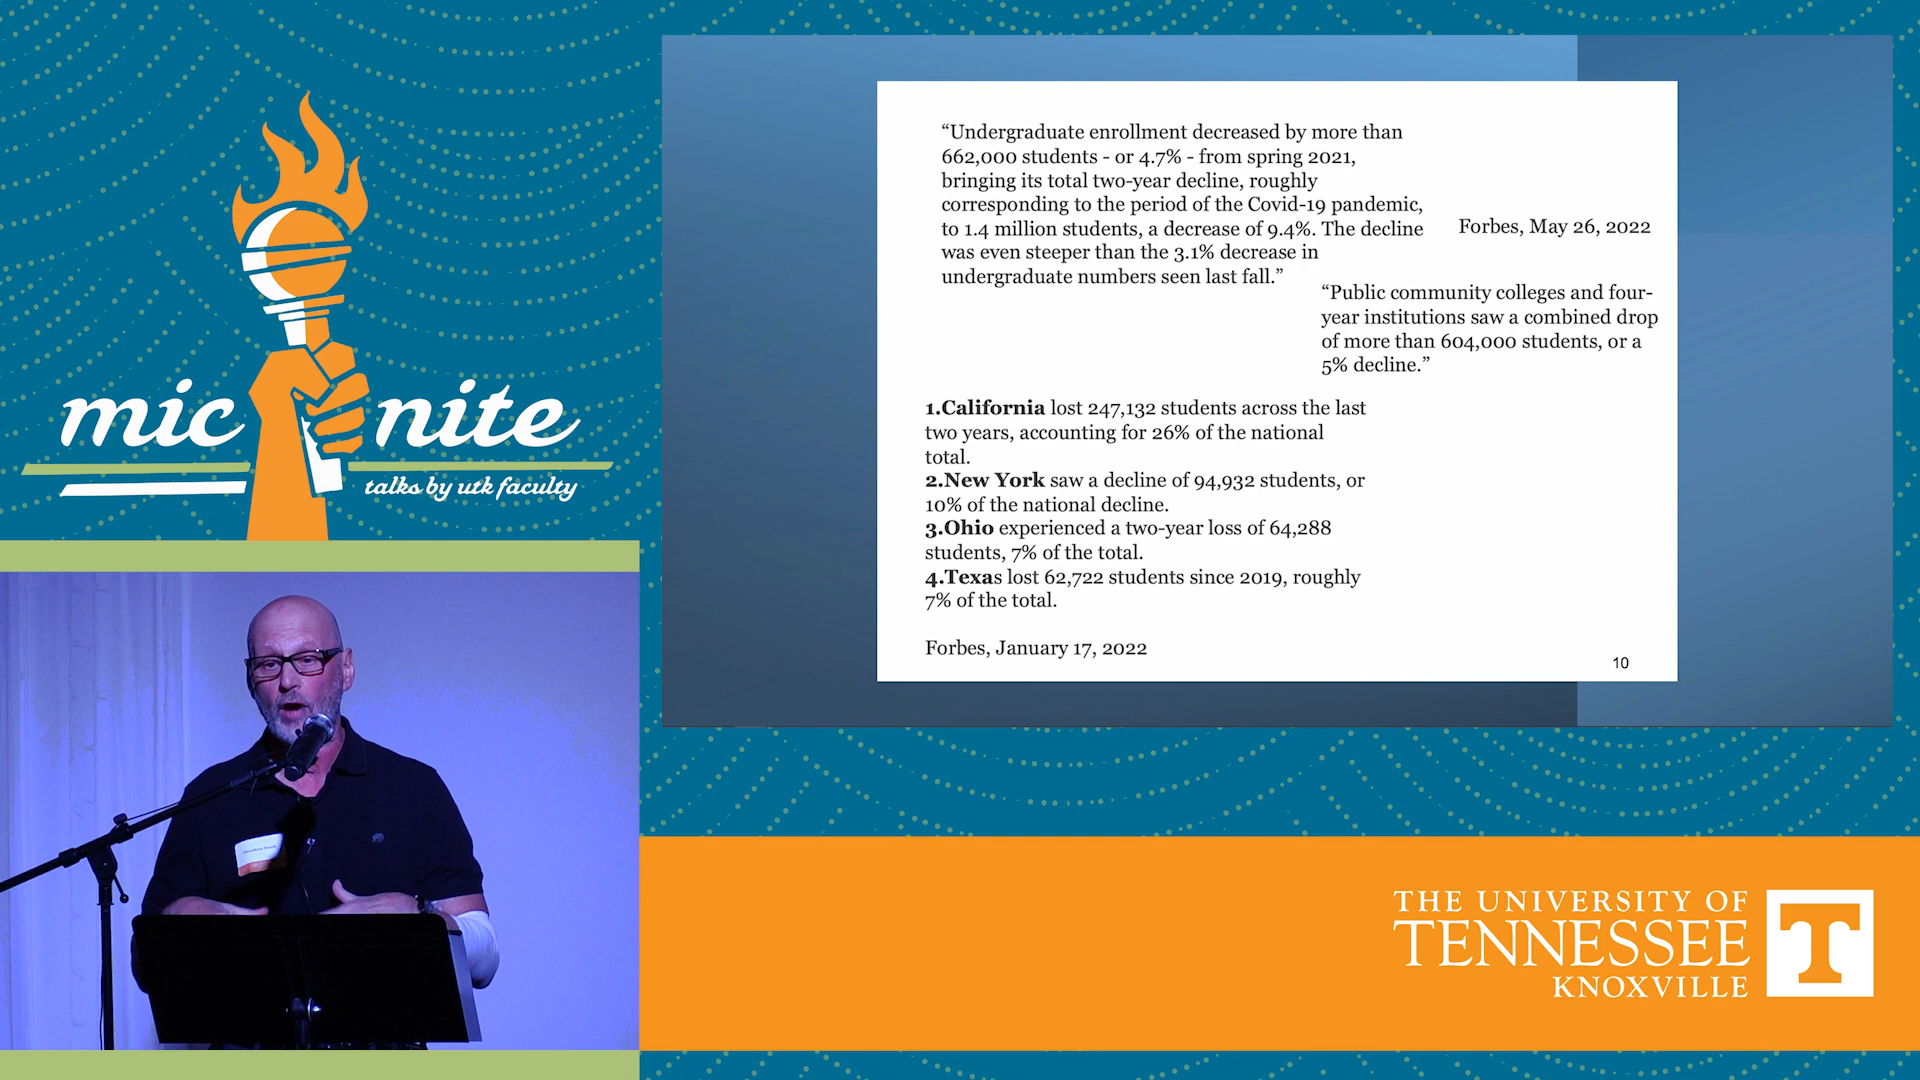 mic nite
talks by utk faculty
“Undergraduate enrollment decreased by more than
662,000 students - or 4.7% - from spring 2021,
bringing its total two-year decline, roughly
corresponding to the period of the Covid-19 pandemic,
to 1.4 million students, a decrease of 9.4%. The decline
was even steeper than the 3.1% decrease in
undergraduate numbers seen last fall.”
Forbes, May 26, 2022
“Public community colleges and four-
year institutions saw a combined drop
of more than 604,000 students, or a
5% decline.”
1.California lost 247,132 students across the last
two years, accounting for 26% of the national
total.
2.New York saw a decline of 94,932 students, or
10% of the national decline.
3.Ohio experienced a two-year loss of 64,288
students, 7% of the total.
4.Texas lost 62,722 students since 2019, roughly
7% of the total.
Forbes, January 17, 2022
10
THE UNIVERSITY OF
TENNESSEE
KNOXVILLE
T